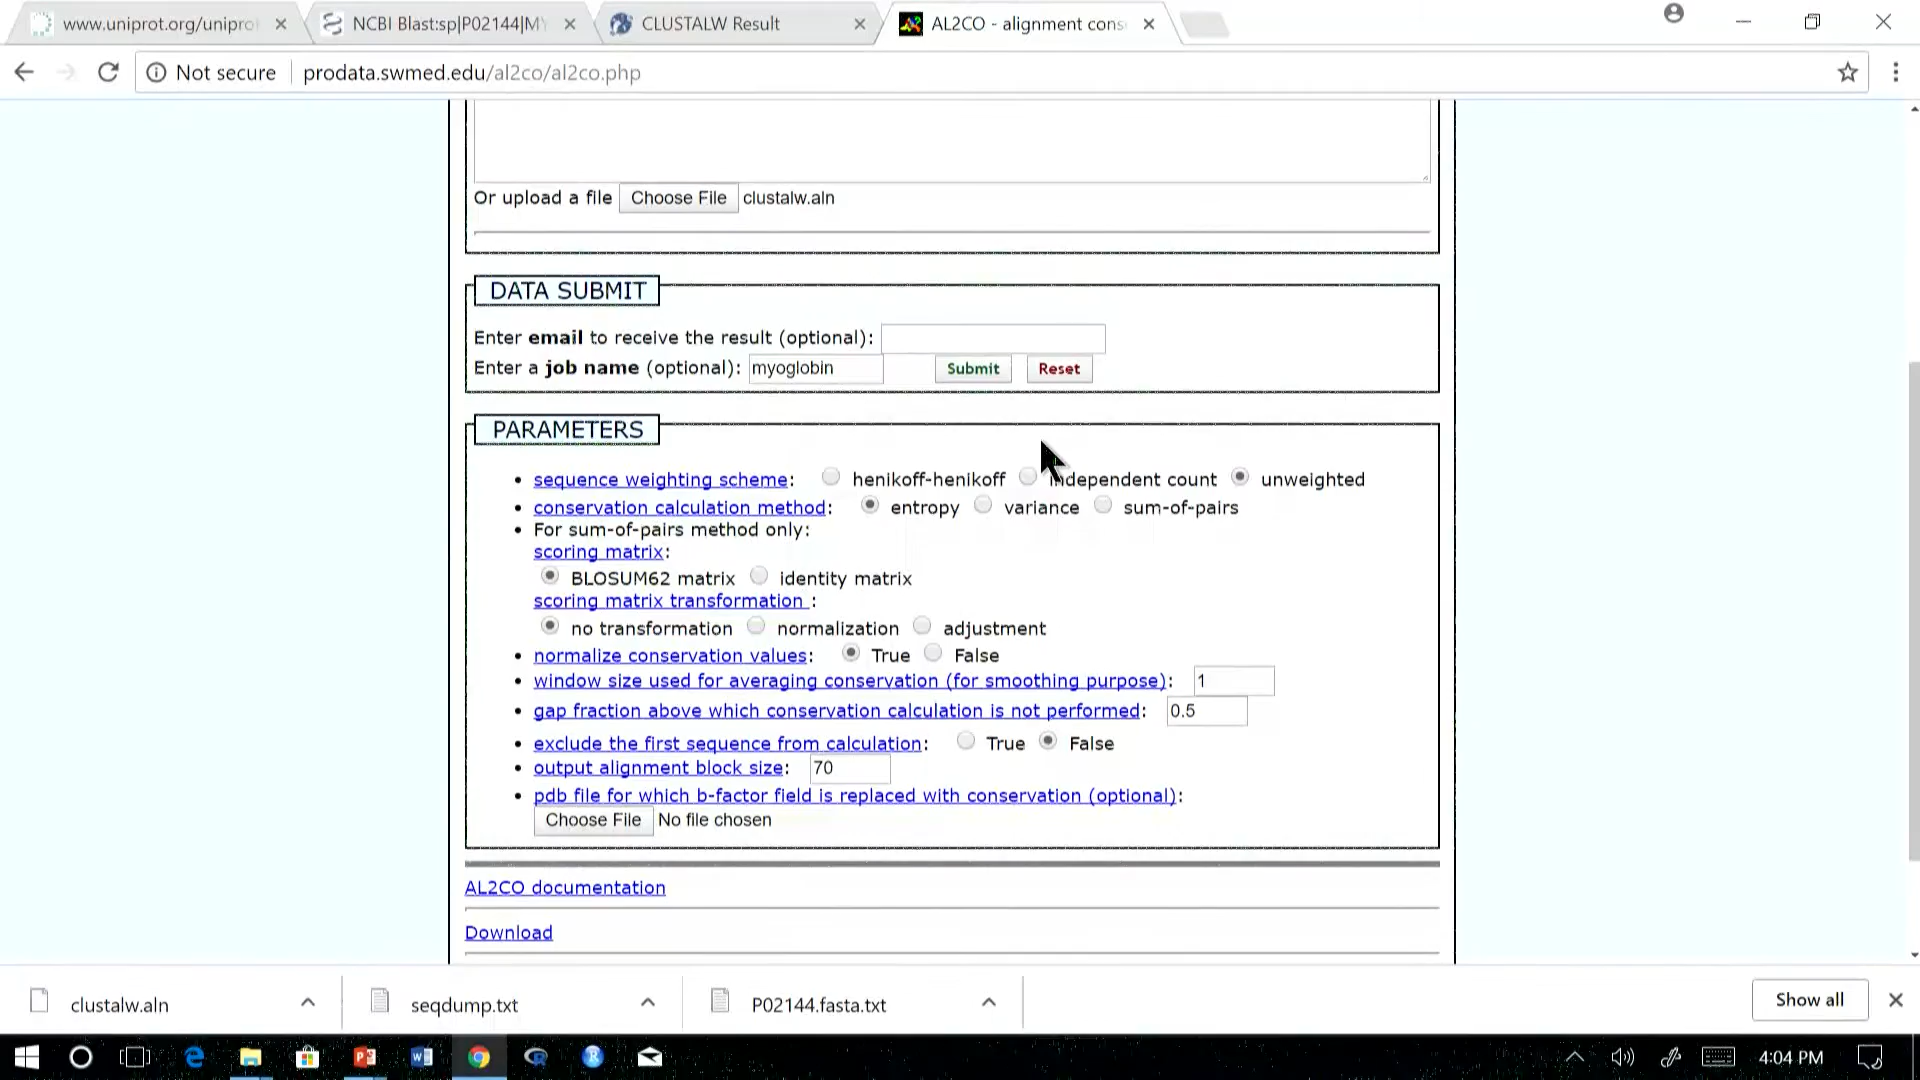 www.uniprot.org/unipro
NCBI Blast:sp|P02144|MY
CLUSTALW Result
AL2CO - alignment cons
Not secure
prodata.swmed.edu/al2co/al2co.php
Or upload a file Choose File clustalw.aln
DATA SUBMIT
Enter email to receive the result (optional):
Enter a job name (optional): myoglobin Submit Reset
PARAMETERS
sequence weighting scheme: henikoff-henikoff independent count unweighted
conservation calculation method: entropy variance sum-of-pairs
For sum-of-pairs method only:
scoring matrix:
BLOSUM62 matrix identity matrix
scoring matrix transformation :
no transformation normalization adjustment
normalize conservation values: True False
window size used for averaging conservation (for smoothing purpose): 1
gap fraction above which conservation calculation is not performed: 0.5
exclude the first sequence from calculation: True False
output alignment block size: 70
pdb file for which b-factor field is replaced with conservation (optional):
Choose File No file chosen
AL2CO documentation
Download
clustalw.aln
seqdump.txt
P02144.fasta.txt
Show all
4:04 PM